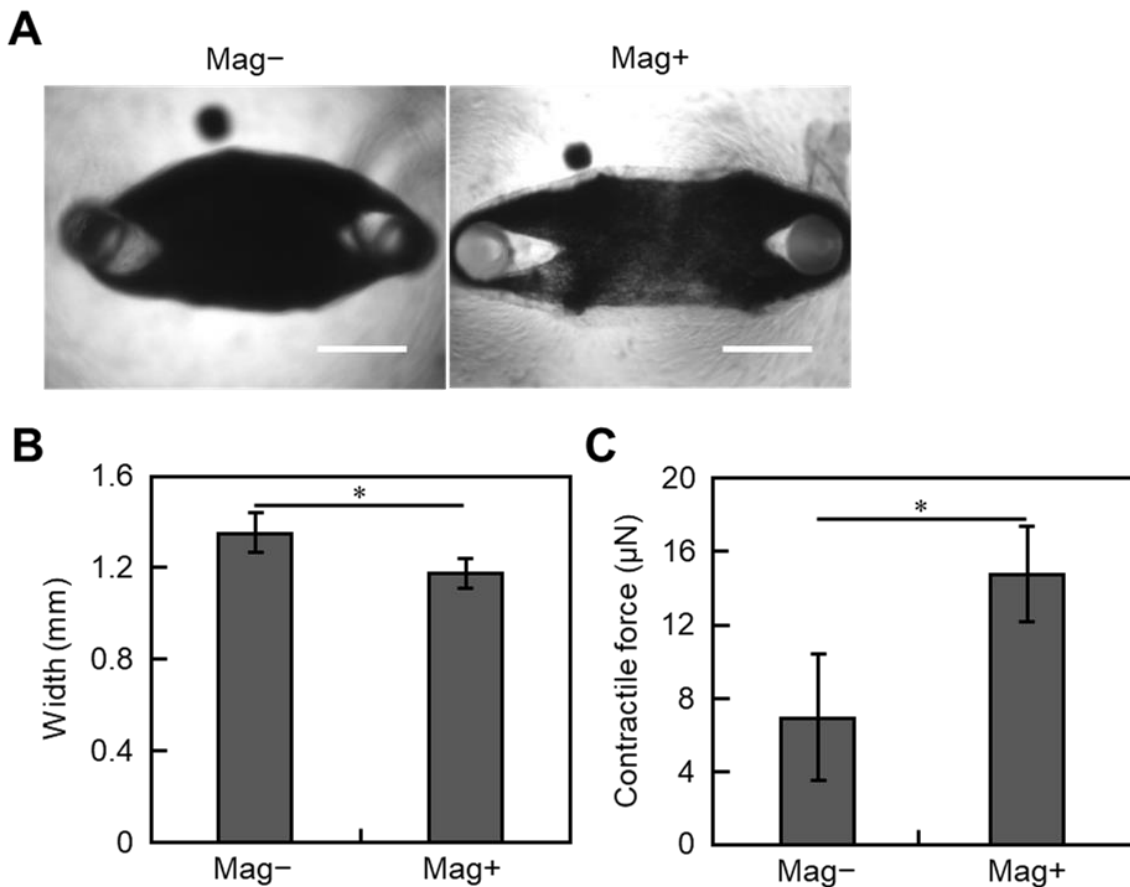 A
Mag− Mag+
B
Width (mm)
1.6
1.2
0.8
0.4
0
*
Mag− Mag+
C
Contractile force (μN)
20
16
12
8
4
0
*
Mag− Mag+